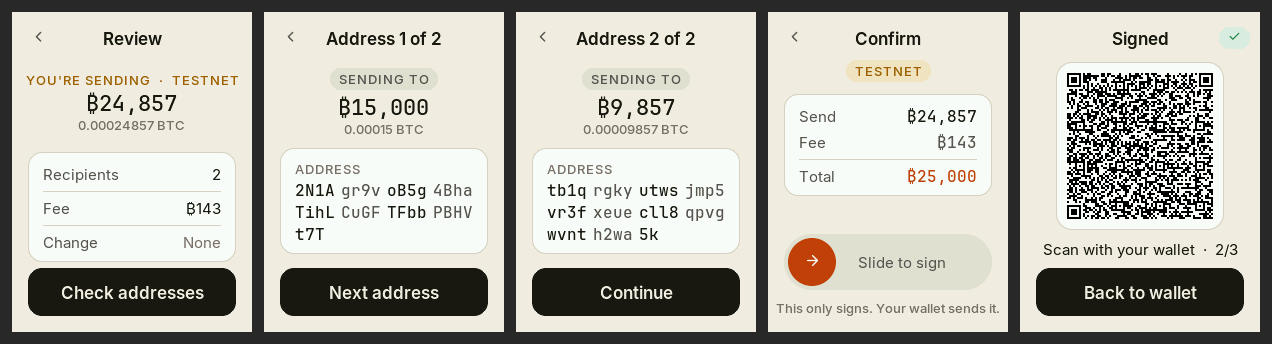 Review
YOU'RE SENDING · TESTNET
₿24,857
0.00024857 BTC
Recipients 2
Fee ₿143
Change None
Check addresses
Address 1 of 2
SENDING TO
₿15,000
0.00015 BTC
ADDRESS
2N1A gr9v oB5g 4Bha
TihL CuGF TFbb PBHV
t7T
Next address
Address 2 of 2
SENDING TO
₿9,857
0.00009857 BTC
ADDRESS
tb1q rgky utws jmp5
vr3f xeue cll8 qpvg
wvnt h2wa 5k
Continue
Confirm
TESTNET
Send ₿24,857
Fee ₿143
Total ₿25,000
Slide to sign
This only signs. Your wallet sends it.
Signed
Scan with your wallet · 2/3
Back to wallet